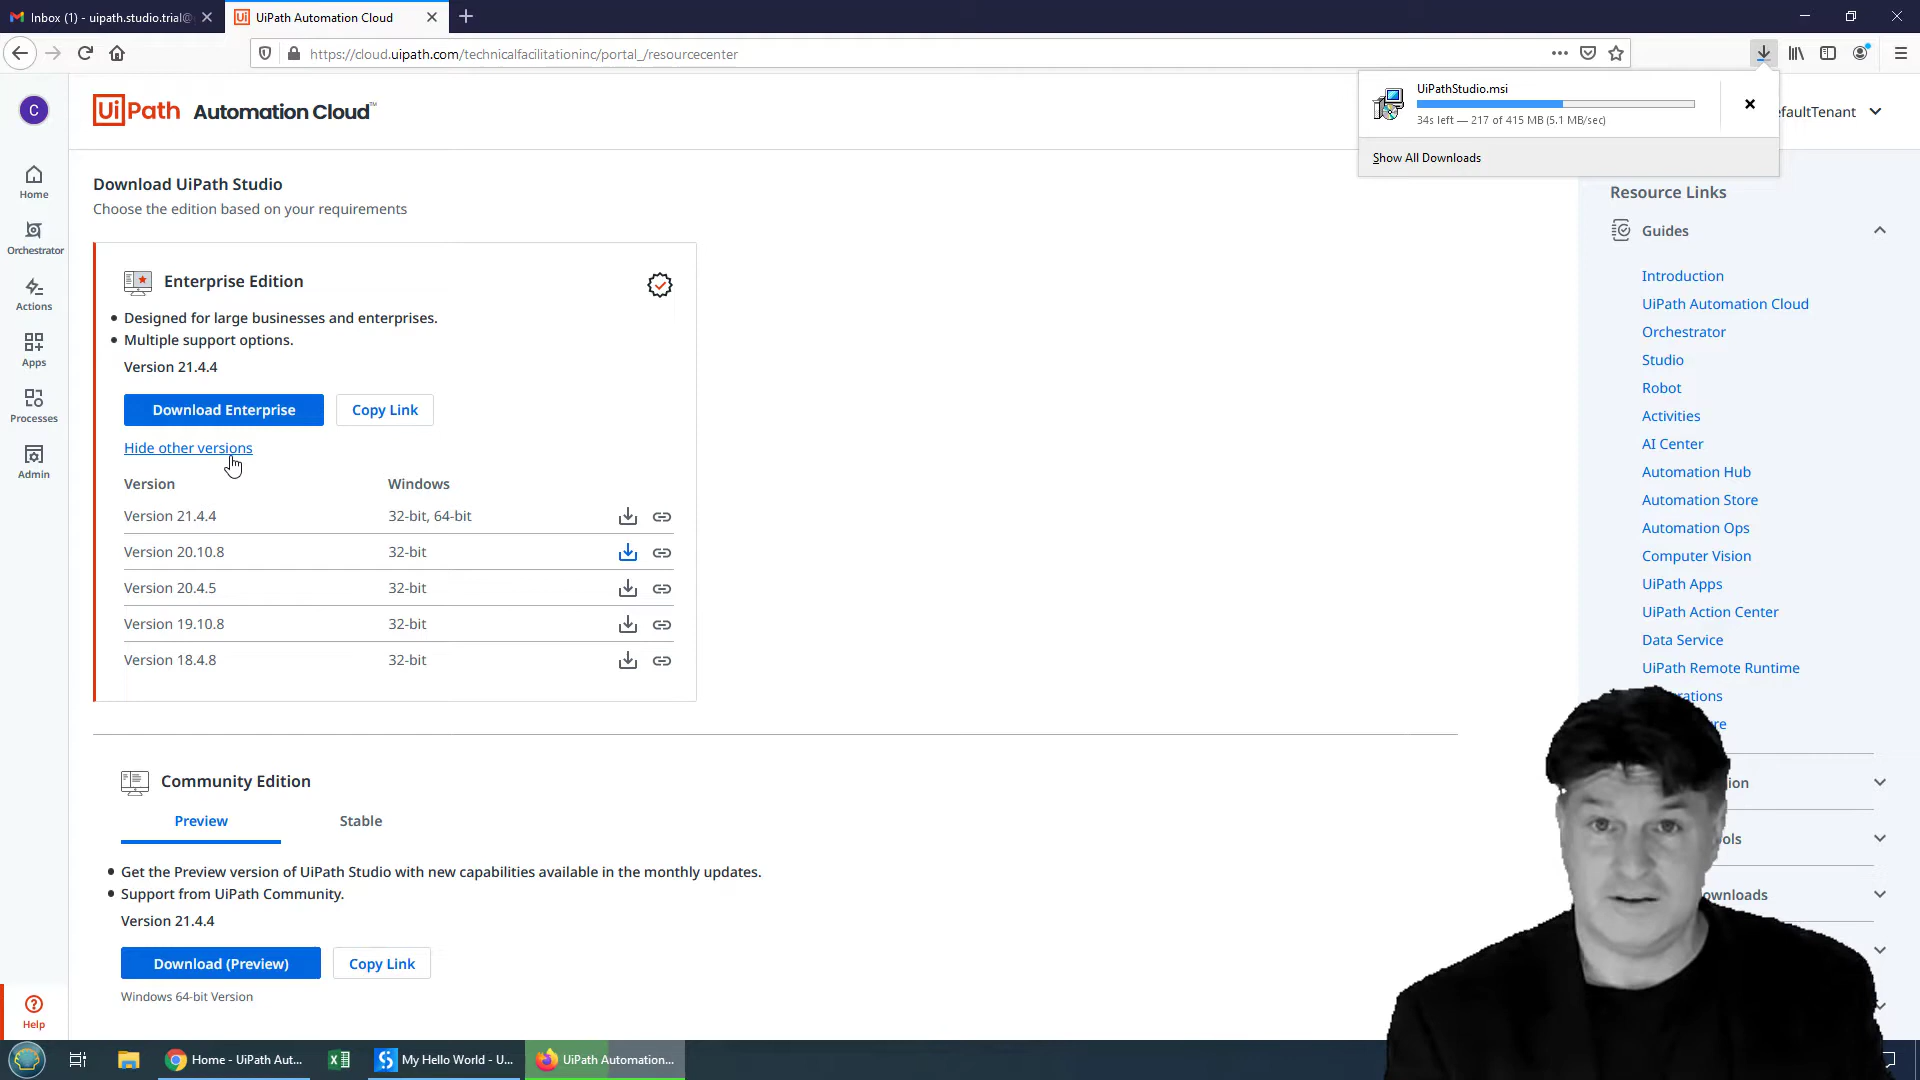 Inbox (1) - uipath.studio.trial@
UiPath Automation Cloud
https://cloud.uipath.com/technicalfacilitationinc/portal_/resourcecenter
UiPathStudio.msi
34s left — 217 of 415 MB (5.1 MB/sec)
Show All Downloads
C
UiPath Automation Cloud™
efaultTenant
Home
Orchestrator
Actions
Apps
Processes
Admin
Help
Download UiPath Studio
Choose the edition based on your requirements
Enterprise Edition
• Designed for large businesses and enterprises.
• Multiple support options.
Version 21.4.4
Download Enterprise
Copy Link
Hide other versions
Version Windows
Version 21.4.4 32-bit, 64-bit
Version 20.10.8 32-bit
Version 20.4.5 32-bit
Version 19.10.8 32-bit
Version 18.4.8 32-bit
Community Edition
Preview Stable
• Get the Preview version of UiPath Studio with new capabilities available in the monthly updates.
• Support from UiPath Community.
Version 21.4.4
Download (Preview)
Copy Link
Windows 64-bit Version
Resource Links
Guides
Introduction
UiPath Automation Cloud
Orchestrator
Studio
Robot
Activities
AI Center
Automation Hub
Automation Store
Automation Ops
Computer Vision
UiPath Apps
UiPath Action Center
Data Service
UiPath Remote Runtime
rations
re
ion
ols
ownloads
Home - UiPath Aut...
My Hello World - U...
UiPath Automation...